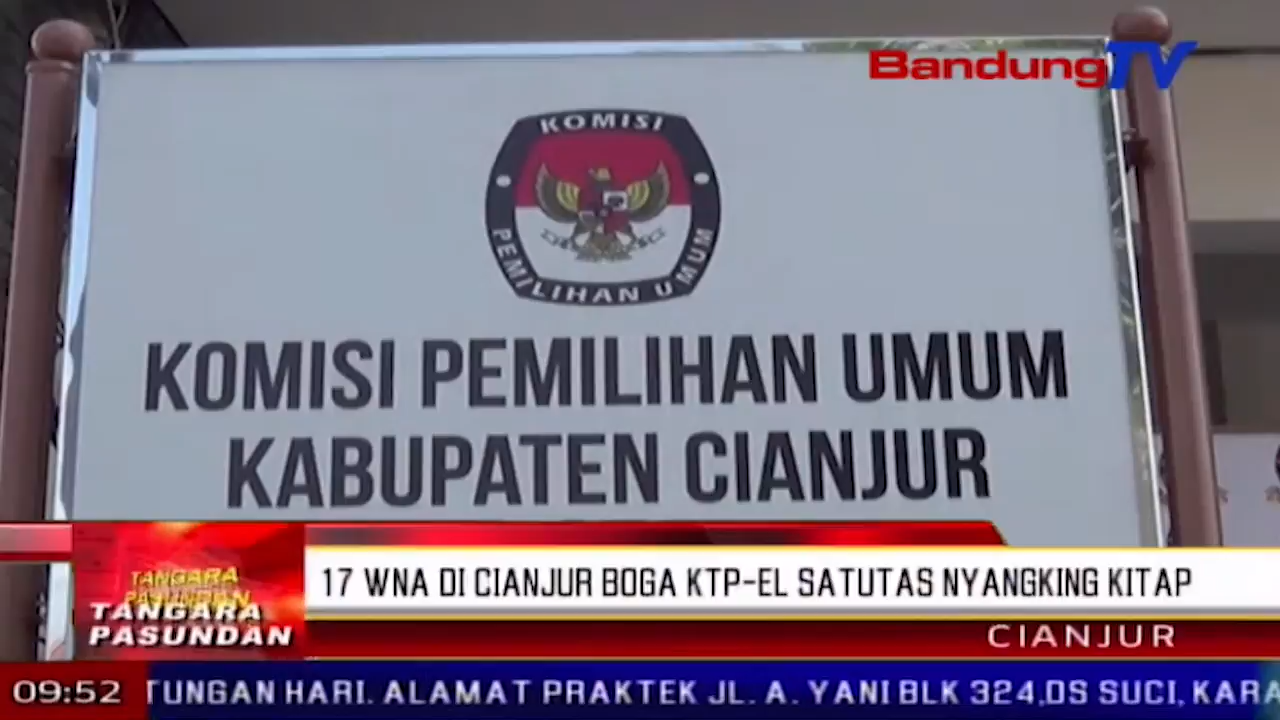 BandungTV
KOMISI
PEMILIHAN UMUM
KOMISI PEMILIHAN UMUM
KABUPATEN CIANJUR
TANGARA
PASUNDAN
TANGARA
PASUNDAN
17 WNA DI CIANJUR BOGA KTP-EL SATUTAS NYANGKING KITAP
CIANJUR
09:52
TUNGAN HARI. ALAMAT PRAKTEK JL. A. YANI BLK 324,DS SUCI, KARA